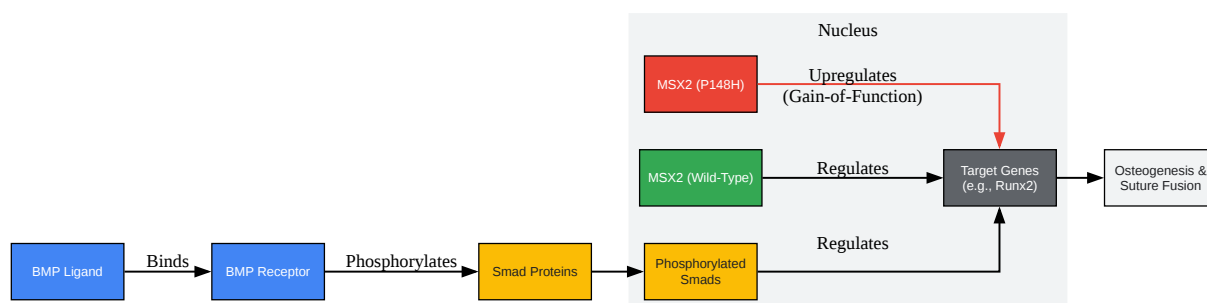 Nucleus
MSX2 (P148H)
Upregulates
(Gain-of-Function)
MSX2 (Wild-Type)
Regulates
Target Genes
(e.g., Runx2)
Osteogenesis &
Suture Fusion
BMP Ligand
Binds
BMP Receptor
Phosphorylates
Smad Proteins
Phosphorylated
Smads
Regulates